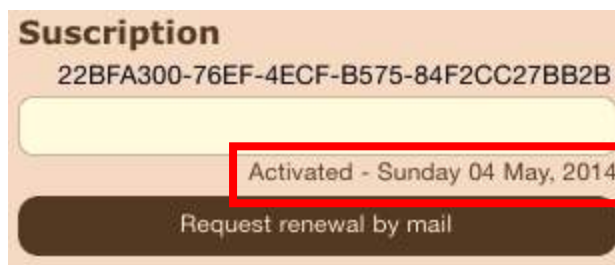 Suscription
22BFA300-76EF-4ECF-B575-84F2CC27BB2B
Activated - Sunday 04 May, 2014
Request renewal by mail